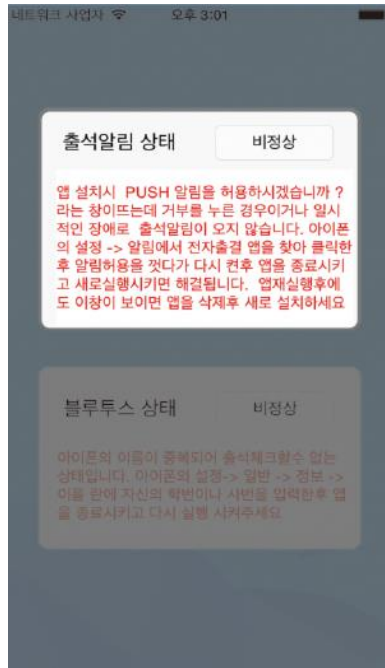 네트워크 사업자 오후 3:01
출석알림 상태 비정상
앱 설치시 PUSH 알림을 허용하시겠습니까 ?
라는 창이뜨는데 거부를 누른 경우이거나 일시
적인 장애로 출석알림이 오지 않습니다. 아이폰
의 설정 -> 알림에서 전자출결 앱을 찾아 클릭한
후 알림허용을 껏다가 다시 켠후 앱을 종료시키
고 새로실행시키면 해결됩니다. 앱재실행후에
도 이창이 보이면 앱을 삭제후 새로 설치하세요
블루투스 상태 비정상
아이폰의 이름이 중복되어 출석체크할수 없는
상태입니다. 아이폰의 설정-> 일반 -> 정보 ->
이름 란에 자신의 학번이나 사번을 입력한후 앱
을 종료시키고 다시 실행 시켜주세요